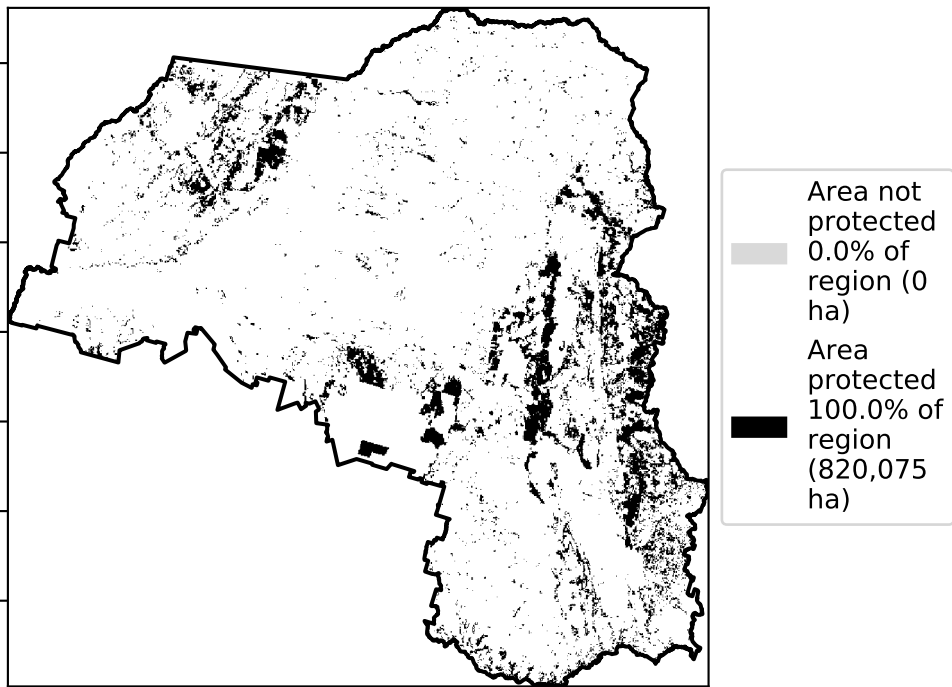 Area not
protected
0.0% of
region (0
ha)
Area
protected
100.0% of
region
(820,075
ha)